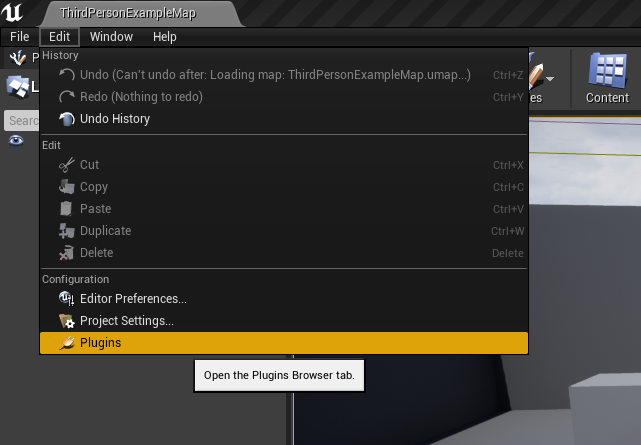 ThirdPersonExampleMap
File Edit Window Help
History
Undo (Can't undo after: Loading map: ThirdPersonExampleMap.umap...) Ctrl+Z
Redo (Nothing to redo) Ctrl+Y
Undo History
Edit
Cut Ctrl+X
Copy Ctrl+C
Paste Ctrl+V
Duplicate Ctrl+W
Delete Delete
Configuration
Editor Preferences...
Project Settings...
Plugins
Open the Plugins Browser tab.
Content